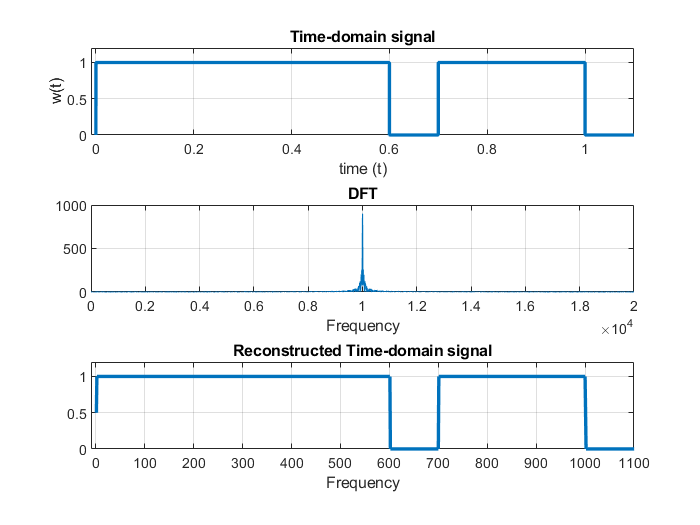 Time-domain signal
1
0.5
0
w(t)
0 0.2 0.4 0.6 0.8 1
time (t)
DFT
1000
500
0
0 0.2 0.4 0.6 0.8 1 1.2 1.4 1.6 1.8 2
Frequency
×10^4
Reconstructed Time-domain signal
1
0.5
0
0 100 200 300 400 500 600 700 800 900 1000 1100
Frequency